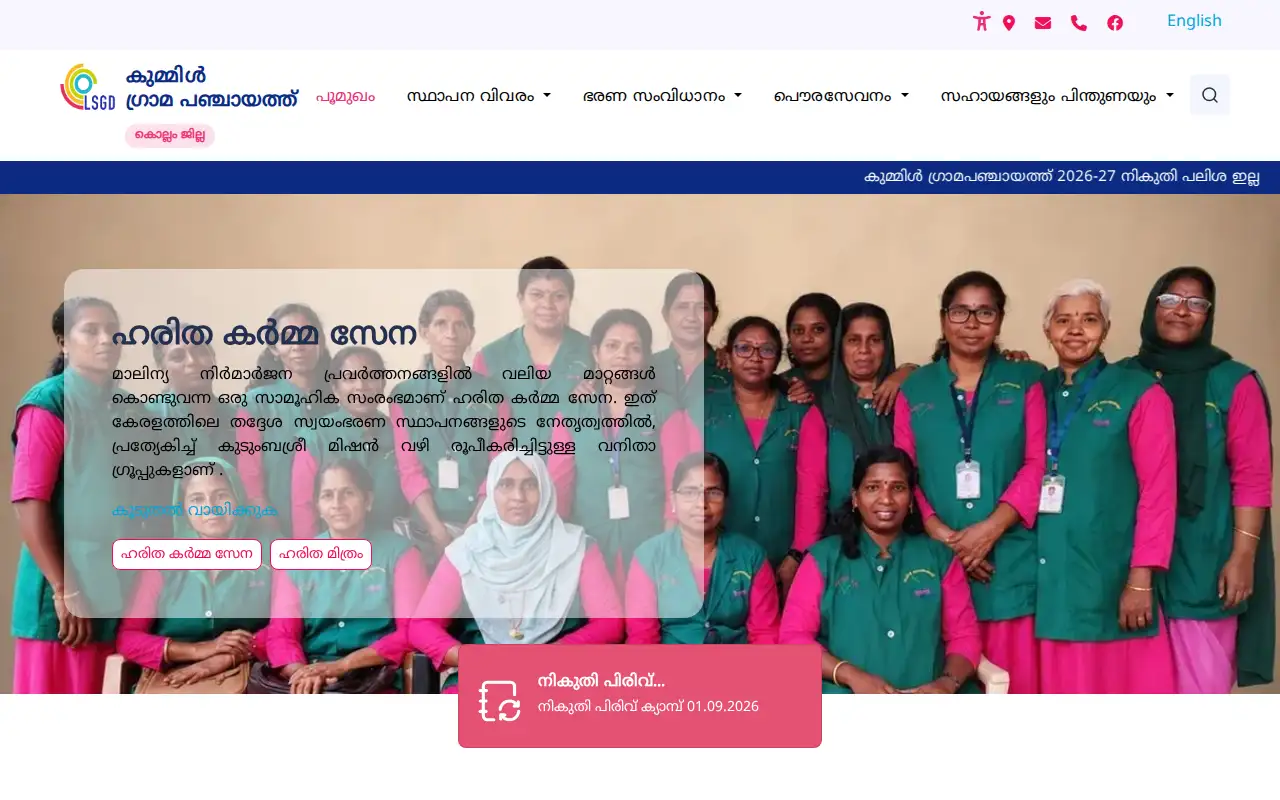 English
LSGD
കുമ്മിൾ
ഗ്രാമ പഞ്ചായത്ത്
കൊല്ലം ജില്ല
പൂമുഖം
സ്ഥാപന വിവരം
ഭരണ സംവിധാനം
പൌരസേവനം
സഹായങ്ങളും പിന്തുണയും
കുമ്മിൾ ഗ്രാമപഞ്ചായത്ത് 2026-27 നികുതി പലിശ ഇല്ല
ഹരിത കർമ്മ സേന
മാലിന്യ നിർമാർജന പ്രവർത്തനങ്ങളിൽ വലിയ മാറ്റങ്ങൾ
കൊണ്ടുവന്ന ഒരു സാമൂഹിക സംരംഭമാണ് ഹരിത കർമ്മ സേന. ഇത്
കേരളത്തിലെ തദ്ദേശ സ്വയംഭരണ സ്ഥാപനങ്ങളുടെ നേതൃത്വത്തിൽ,
പ്രത്യേകിച്ച് കുടുംബശ്രീ മിഷൻ വഴി രൂപീകരിച്ചിട്ടുള്ള വനിതാ
ഗ്രൂപ്പുകളാണ് .
കൂടുതൽ വായിക്കുക
ഹരിത കർമ്മ സേന
ഹരിത മിത്രം
നികുതി പിരിവ്...
നികുതി പിരിവ് ക്യാമ്പ് 01.09.2026